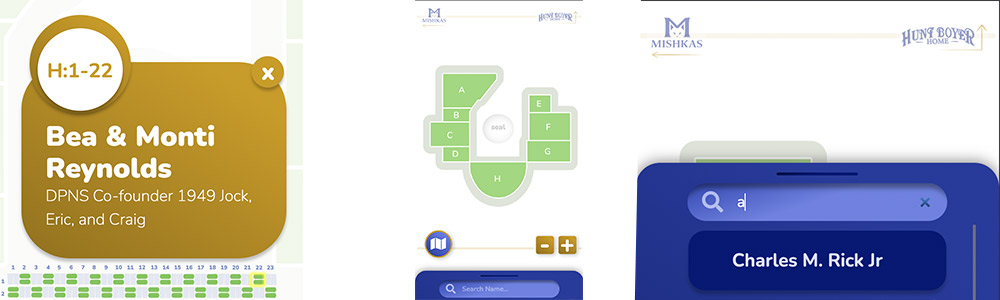 H:1-22
x
Bea & Monti
Reynolds
DPNS Co-founder 1949 Jock,
Eric, and Craig
1 2 3 4 5 6 7 8 9 10 11 12 13 14 15 16 17 18 19 20 21 22 23
1
2
MISHKAS
HUNT BOYER
HOME
A
B
C
D
seal
E
F
G
H
Search Name...
MISHKAS
HUNT BOYER
HOME
a
x
Charles M. Rick Jr